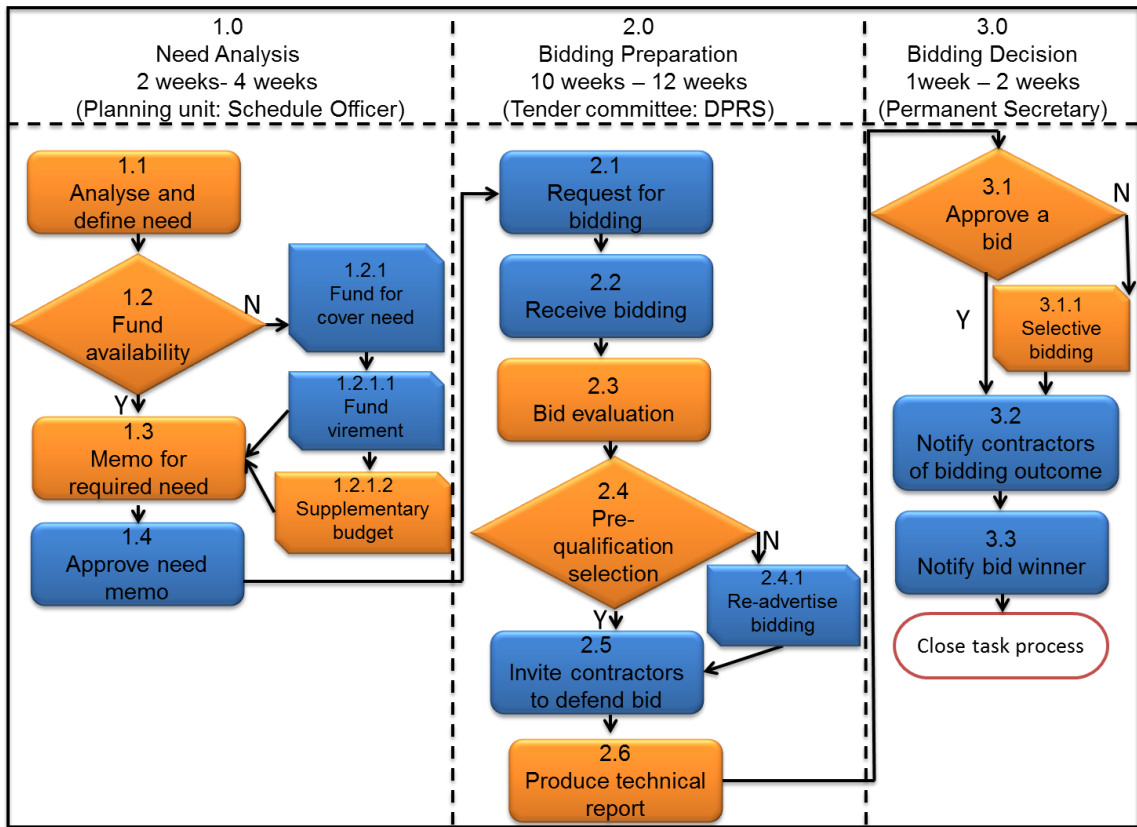 1.0
Need Analysis
2 weeks- 4 weeks
(Planning unit: Schedule Officer)
1.1
Analyse and
define need
1.2
Fund
availability
N
1.2.1
Fund for
cover need
1.2.1.1
Fund
virement
1.2.1.2
Supplementary
budget
Y
1.3
Memo for
required need
1.4
Approve need
memo
2.0
Bidding Preparation
10 weeks – 12 weeks
(Tender committee: DPRS)
2.1
Request for
bidding
2.2
Receive bidding
2.3
Bid evaluation
2.4
Pre-
qualification
selection
N
2.4.1
Re-advertise
bidding
Y
2.5
Invite contractors
to defend bid
2.6
Produce technical
report
3.0
Bidding Decision
1week – 2 weeks
(Permanent Secretary)
3.1
Approve a
bid
N
3.1.1
Selective
bidding
Y
3.2
Notify contractors
of bidding outcome
3.3
Notify bid winner
Close task process